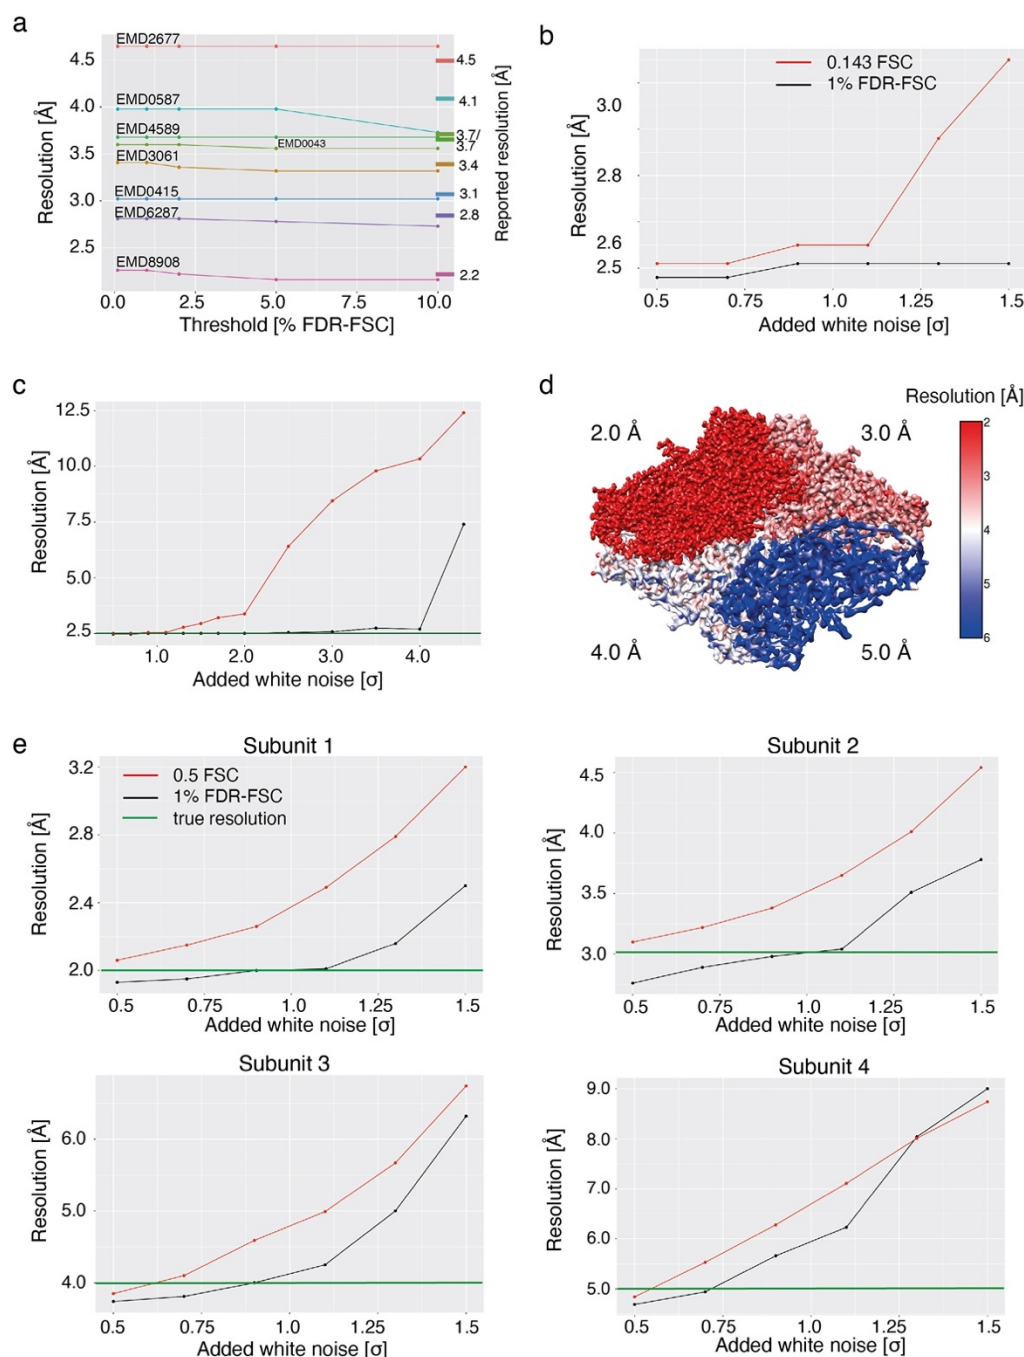 a
EMD2677
EMD0587
EMD4589
EMD0043
EMD3061
EMD0415
EMD6287
EMD8908
4.5
4.0
3.5
3.0
2.5
Resolution [Å]
4.5
4.1
3.7/
3.7
3.4
3.1
2.8
2.2
Reported resolution [Å]
0.0 2.5 5.0 7.5 10.0
Threshold [% FDR-FSC]
b
0.143 FSC
1% FDR-FSC
3.0
2.8
2.6
2.5
Resolution [Å]
0.5 0.75 1.0 1.25 1.5
Added white noise [σ]
c
12.5
10.0
7.5
5.0
2.5
Resolution [Å]
1.0 2.0 3.0 4.0
Added white noise [σ]
d
Resolution [Å]
2.0 Å
3.0 Å
4.0 Å
5.0 Å
2
3
4
5
6
e
Subunit 1
0.5 FSC
1% FDR-FSC
true resolution
3.2
2.8
2.4
2.0
Resolution [Å]
0.5 0.75 1.0 1.25 1.5
Added white noise [σ]
Subunit 2
4.5
4.0
3.5
3.0
Resolution [Å]
0.5 0.75 1.0 1.25 1.5
Added white noise [σ]
Subunit 3
6.0
5.0
4.0
Resolution [Å]
0.5 0.75 1.0 1.25 1.5
Added white noise [σ]
Subunit 4
9.0
8.0
7.0
6.0
5.0
Resolution [Å]
0.5 0.75 1.0 1.25 1.5
Added white noise [σ]